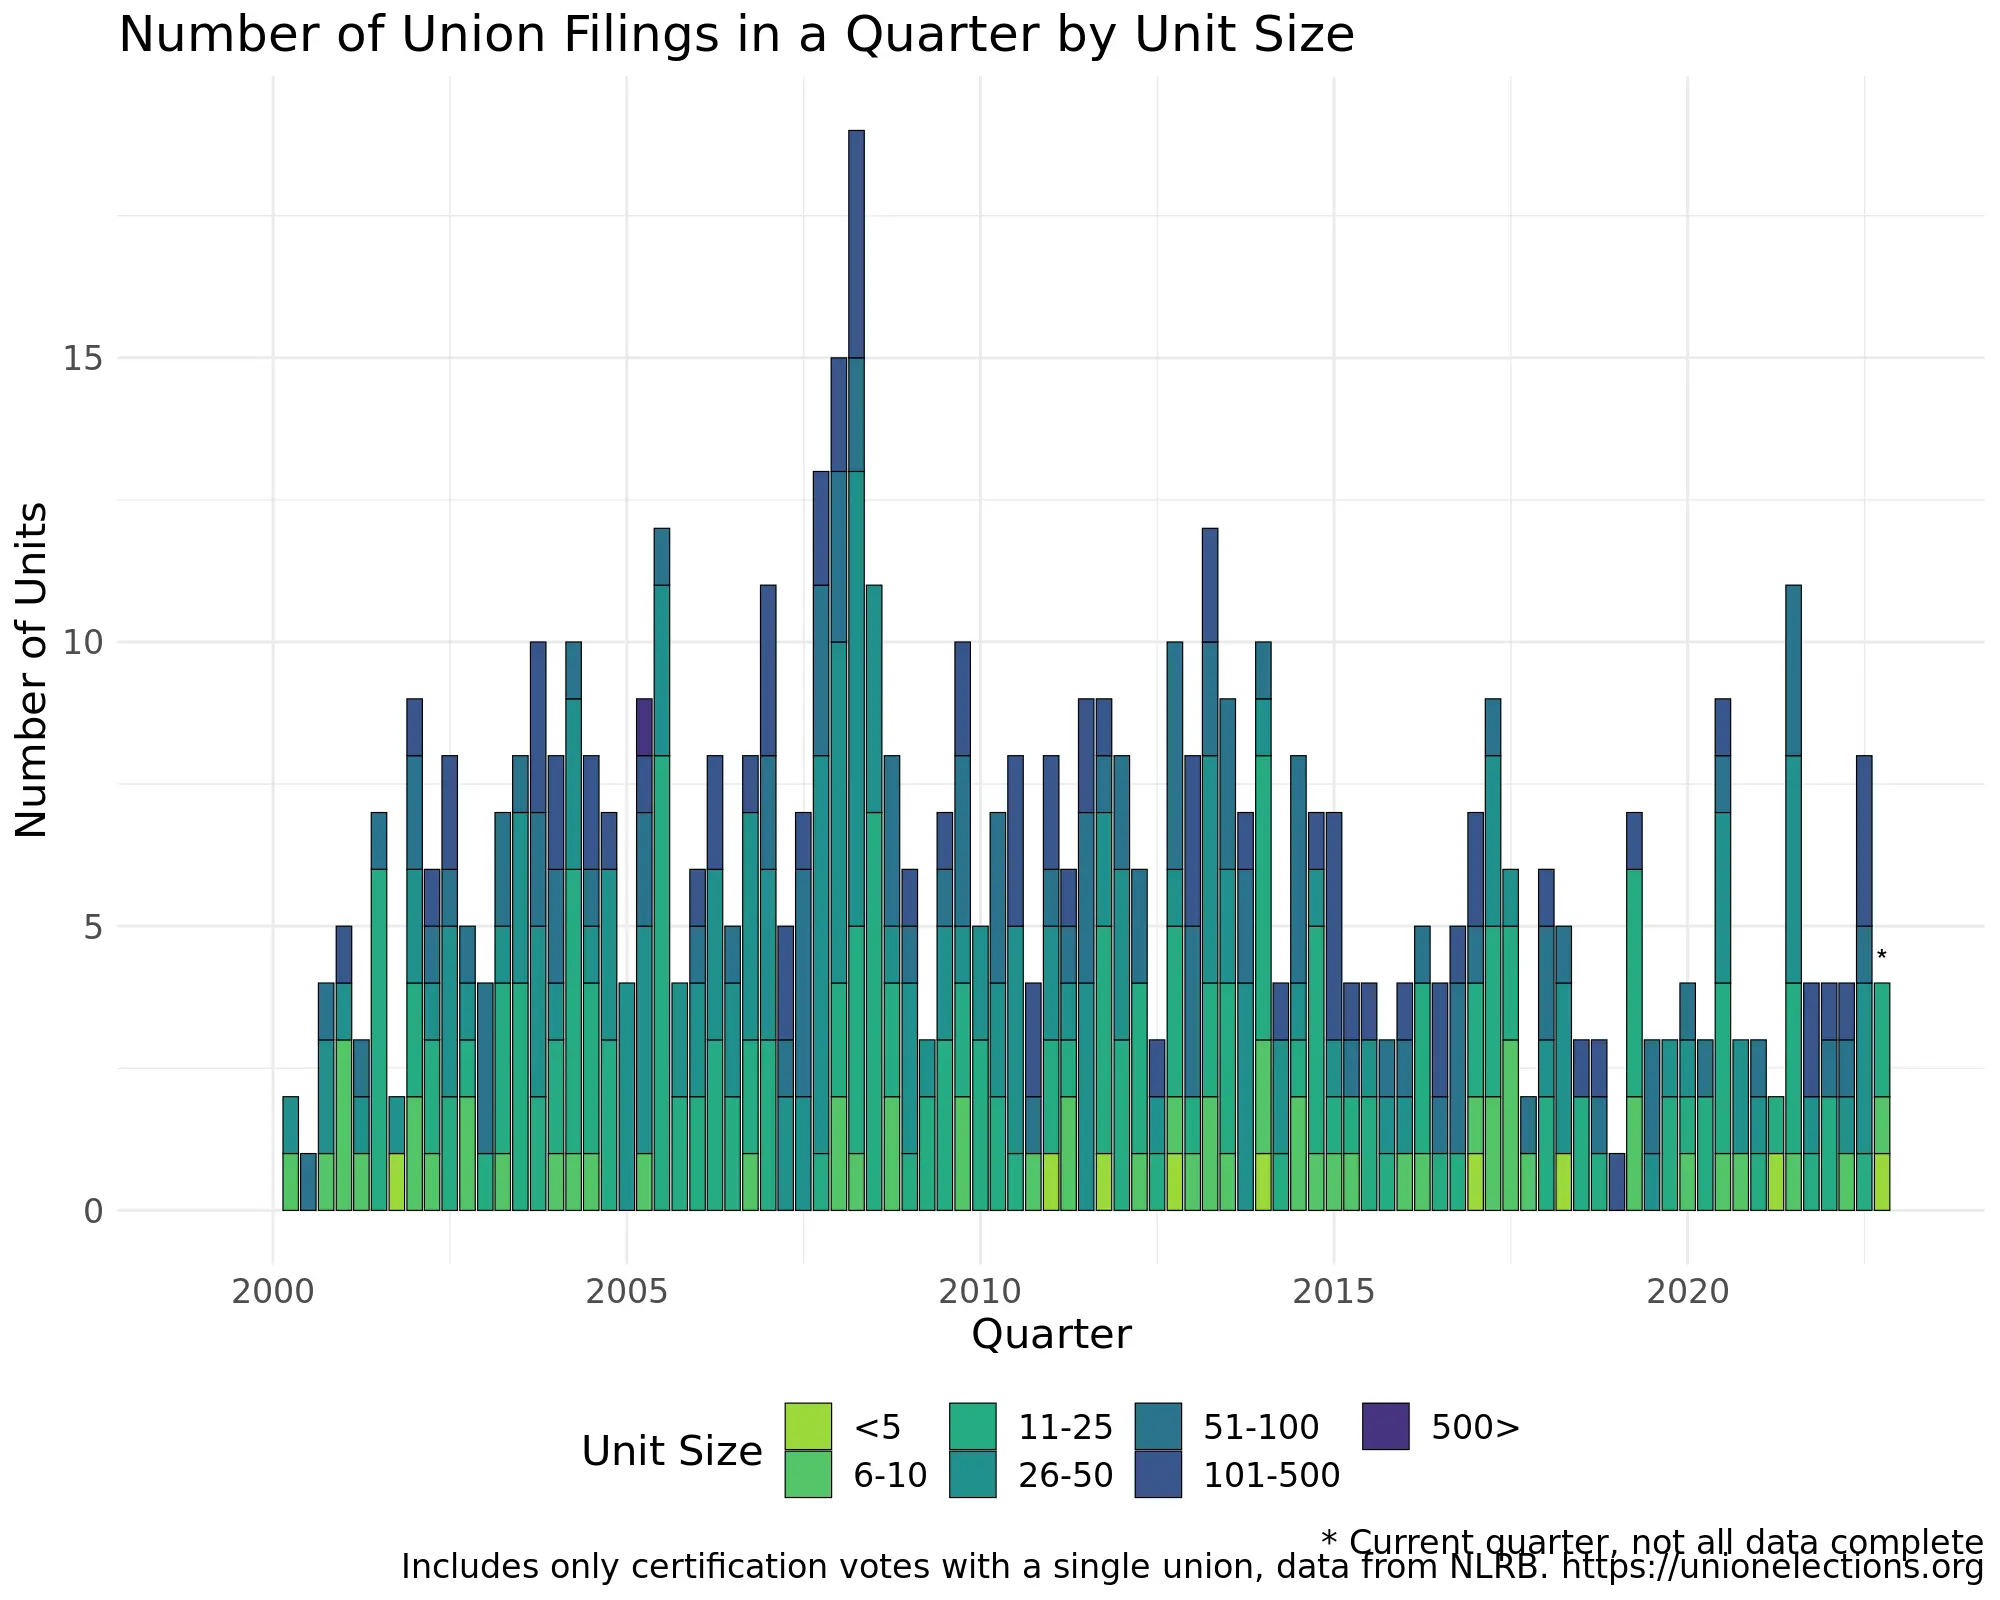 Number of Union Filings in a Quarter by Unit Size
Number of Units
15
10
5
0
*
2000 2005 2010 2015 2020
Quarter
Unit Size
<5 11-25 51-100 500>
6-10 26-50 101-500
* Current quarter, not all data complete
Includes only certification votes with a single union, data from NLRB. https://unionelections.org